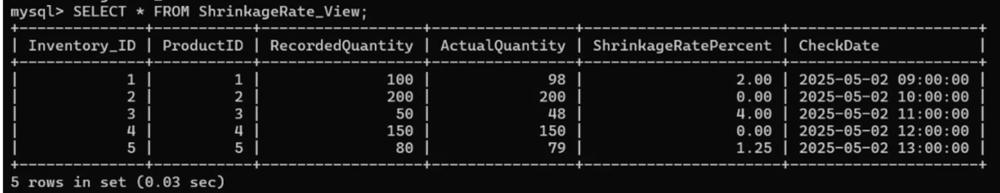 mysql> SELECT * FROM ShrinkageRate_View;
+--------------+-----------+------------------+----------------+----------------------+---------------------+
| Inventory_ID | ProductID | RecordedQuantity | ActualQuantity | ShrinkageRatePercent | CheckDate           |
+--------------+-----------+------------------+----------------+----------------------+---------------------+
|            1 |         1 |              100 |             98 |                 2.00 | 2025-05-02 09:00:00 |
|            2 |         2 |              200 |            200 |                 0.00 | 2025-05-02 10:00:00 |
|            3 |         3 |               50 |             48 |                 4.00 | 2025-05-02 11:00:00 |
|            4 |         4 |              150 |            150 |                 0.00 | 2025-05-02 12:00:00 |
|            5 |         5 |               80 |             79 |                 1.25 | 2025-05-02 13:00:00 |
+--------------+-----------+------------------+----------------+----------------------+---------------------+
5 rows in set (0.03 sec)